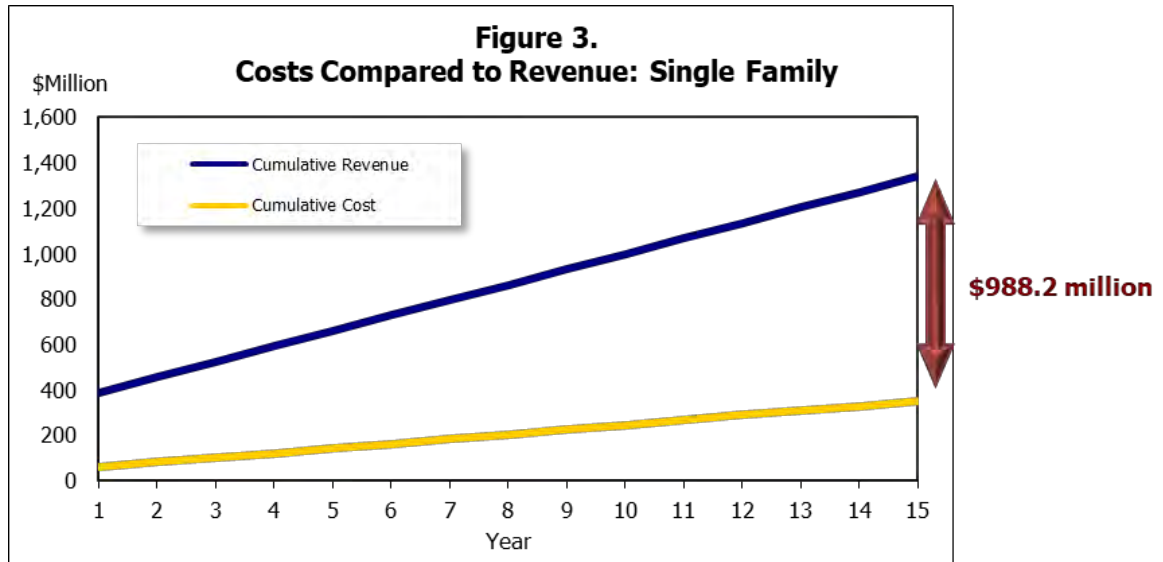 Figure 3.
Costs Compared to Revenue: Single Family
$Million
1,600
1,400
1,200
1,000
800
600
400
200
0
Cumulative Revenue
Cumulative Cost
$988.2 million
1 2 3 4 5 6 7 8 9 10 11 12 13 14 15
Year